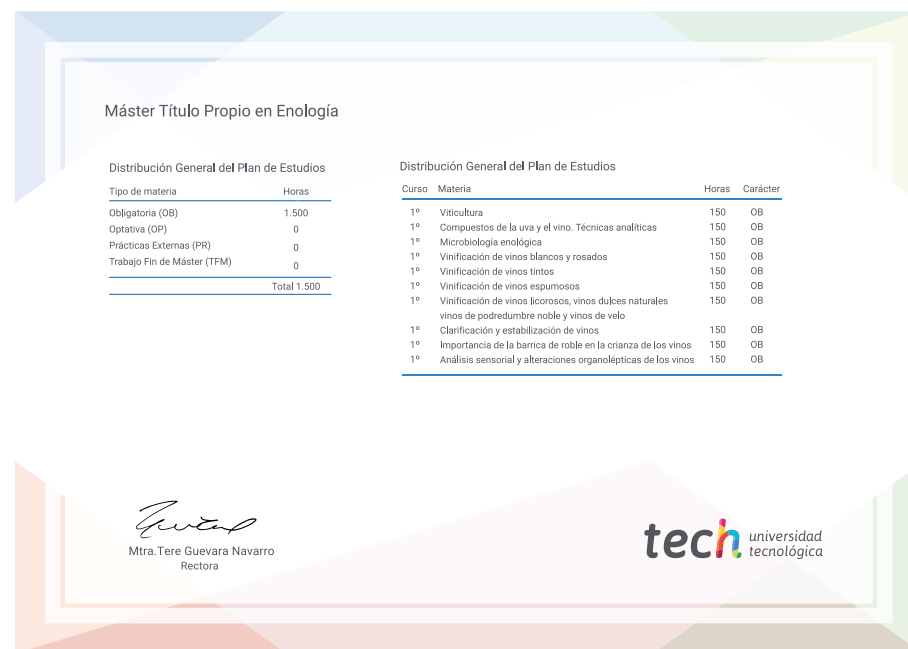 Máster Título Propio en Enología
Distribución General del Plan de Estudios
Tipo de materia Horas
Obligatoria (OB) 1.500
Optativa (OP) 0
Prácticas Externas (PR) 0
Trabajo Fin de Máster (TFM) 0
Total 1.500
Distribución General del Plan de Estudios
Curso Materia Horas Carácter
1º Viticultura 150 OB
1º Compuestos de la uva y el vino. Técnicas analíticas 150 OB
1º Microbiología enológica 150 OB
1º Vinificación de vinos blancos y rosados 150 OB
1º Vinificación de vinos tintos 150 OB
1º Vinificación de vinos espumosos 150 OB
1º Vinificación de vinos licorosos, vinos dulces naturales 150 OB
vinos de podredumbre noble y vinos de velo
1º Clarificación y estabilización de vinos 150 OB
1º Importancia de la barrica de roble en la crianza de los vinos 150 OB
1º Análisis sensorial y alteraciones organolépticas de los vinos 150 OB
Mtra.Tere Guevara Navarro
Rectora
tech universidad
tecnológica